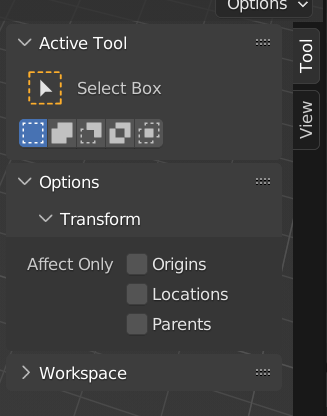 Options
Active Tool
Tool
Select Box
View
Options
Transform
Affect Only Origins
Locations
Parents
Workspace